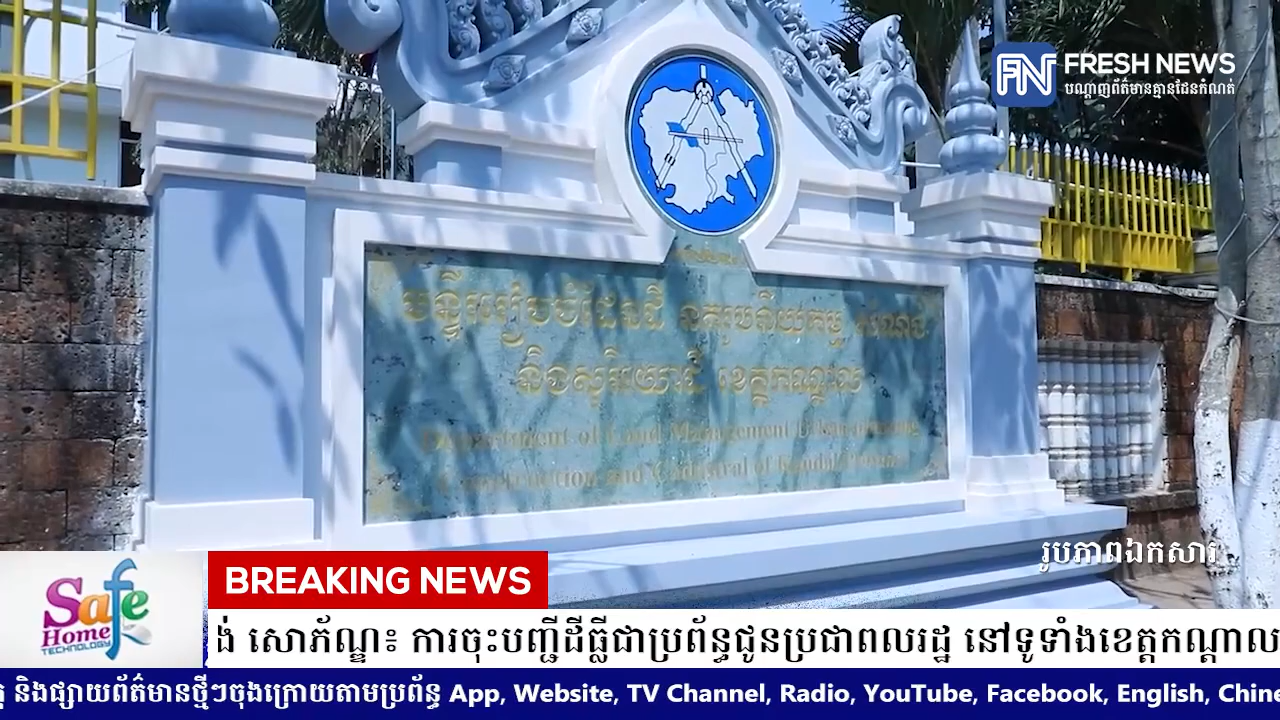 FN FRESH NEWS
បណ្ដាញព័ត៌មានគ្មានដែនកំណត់
មន្ទីររៀបចំដែនដី នគរូបនីយកម្ម សំណង់
និងសុរិយោដី ខេត្តកណ្តាល
Department of Land Management Urban Planning
Construction and Cadastral of Kandal Province
រូបភាពឯកសារ
Safe
Home
TECHNOLOGY
BREAKING NEWS
ង់ សោភ័ណ្ឌ៖ ការចុះបញ្ជីដីធ្លីជាប្រព័ន្ធជូនប្រជាពលរដ្ឋ នៅទូទាំងខេត្តកណ្តាល
និងផ្សាយព័ត៌មានថ្មីៗចុងក្រោយតាមប្រព័ន្ធ App, Website, TV Channel, Radio, YouTube, Facebook, English, Chine